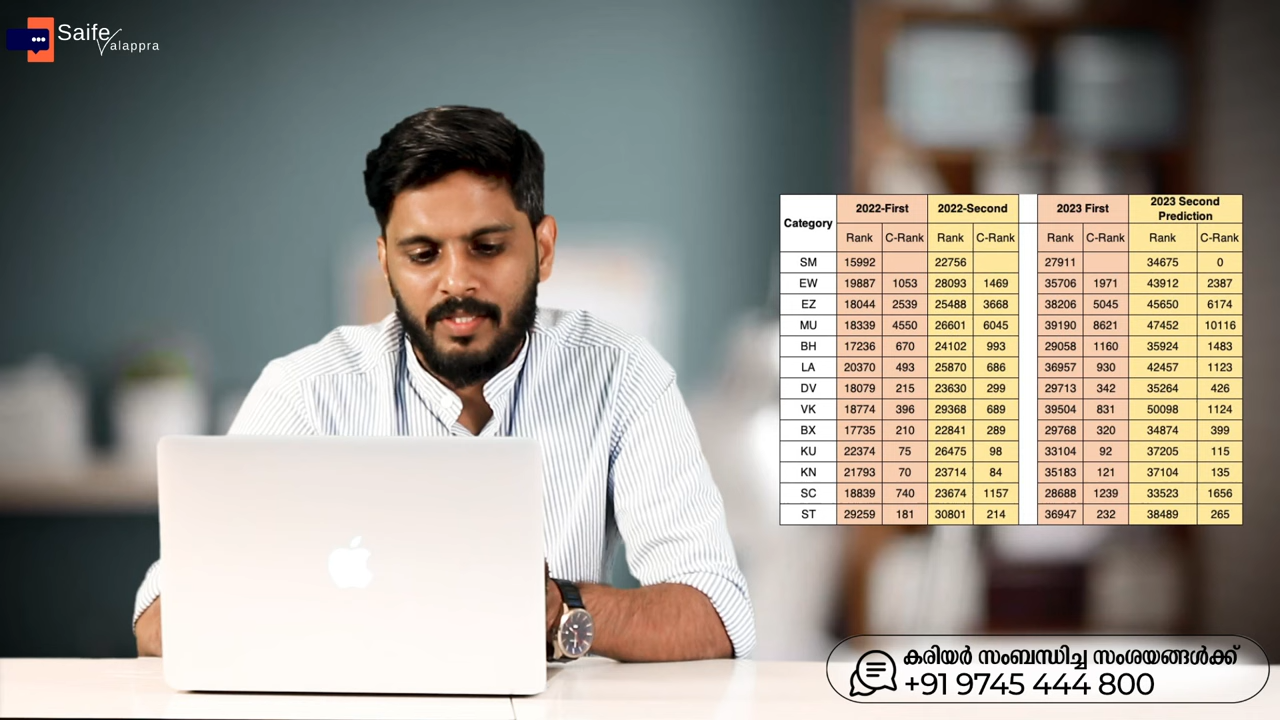 Saife
Valappra
Category 2022-First 2022-Second 2023 First 2023 Second Prediction
Rank C-Rank Rank C-Rank Rank C-Rank Rank C-Rank
SM 15992 22756 27911 34675 0
EW 19887 1053 28093 1469 35706 1971 43912 2387
EZ 18044 2539 25488 3668 38206 5045 45650 6174
MU 18339 4550 26601 6045 39190 8621 47452 10116
BH 17236 670 24102 993 29058 1160 35924 1483
LA 20370 493 25870 686 36957 930 42457 1123
DV 18079 215 23630 299 29713 342 35264 426
VK 18774 396 29368 689 39504 831 50098 1124
BX 17735 210 22841 289 29768 320 34874 399
KU 22374 75 26475 98 33104 92 37205 115
KN 21793 70 23714 84 35183 121 37104 135
SC 18839 740 23674 1157 28688 1239 33523 1656
ST 29259 181 30801 214 36947 232 38489 265
കരിയർ സംബന്ധിച്ച സംശയങ്ങൾക്ക്
+91 9745 444 800